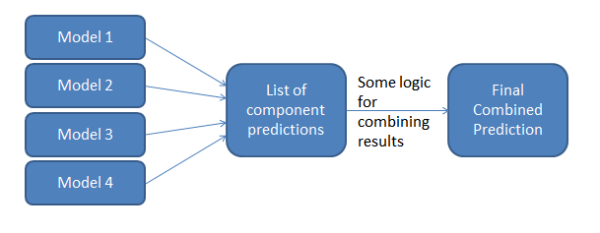 Model 1
Model 2
Model 3
Model 4
List of
component
predictions
Some logic
for
combining
results
Final
Combined
Prediction